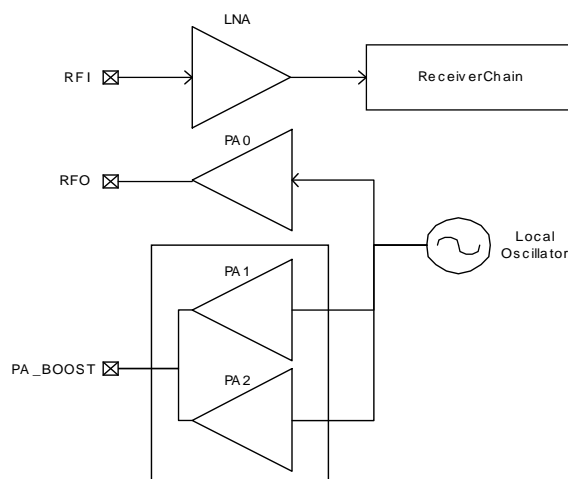 LNA
RFI
ReceiverChain
PA0
RFO
Local
Oscillator
PA1
PA_BOOST
PA2